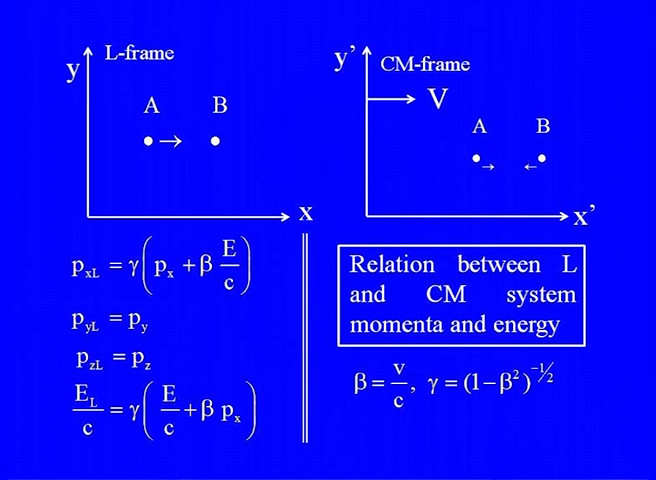 L-frame
y
A B
x
y’ CM-frame
V
A B
x’
p_xL = γ(p_x + β E/c)
p_yL = p_y
p_zL = p_z
E_L/c = γ(E/c + β p_x)
Relation between L
and CM system
momenta and energy
β = v/c, γ = (1−β²)^(−1/2)